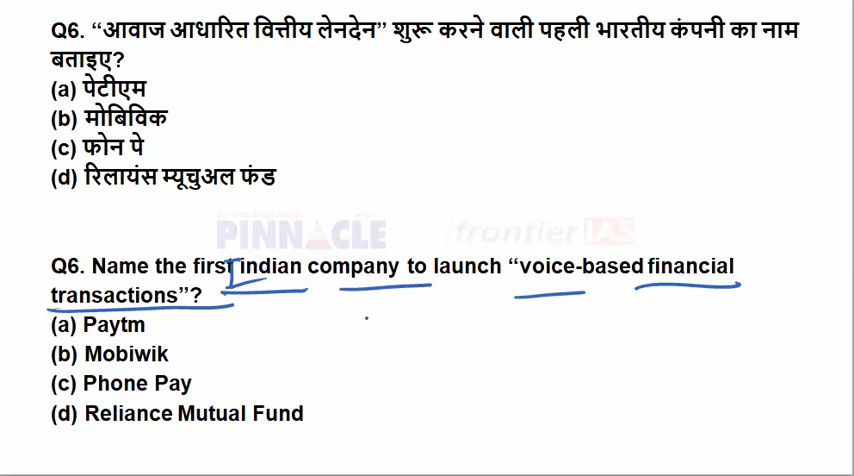 Q6. “आवाज आधारित वित्तीय लेनदेन” शुरू करने वाली पहली भारतीय कंपनी का नाम
बताइए?
(a) पेटीएम
(b) मोबिविक
(c) फोन पे
(d) रिलायंस म्यूचुअल फंड
PINNACLE
frontier IAS
Q6. Name the first indian company to launch “voice-based financial
transactions”?
(a) Paytm
(b) Mobiwik
(c) Phone Pay
(d) Reliance Mutual Fund